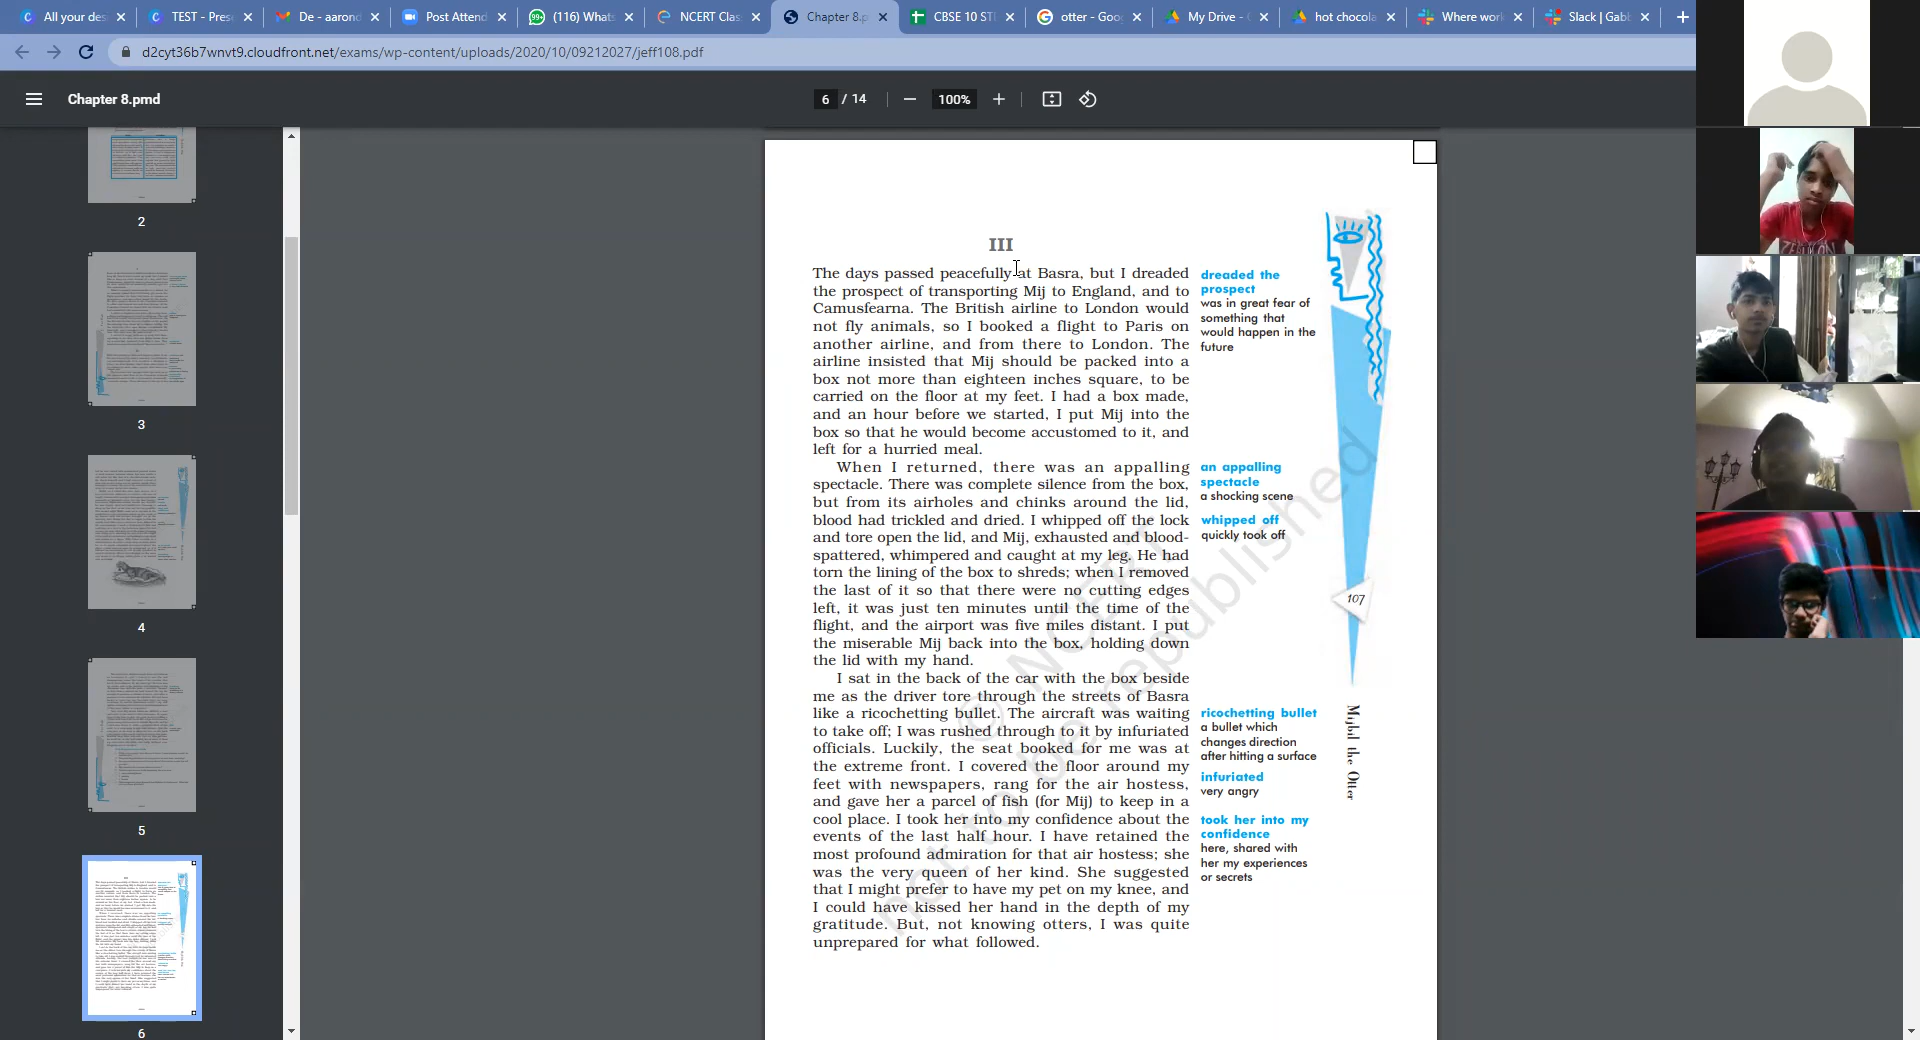 All your des
TEST - Pres
De - aarond
Post Attend
(116) What
NCERT Clas
Chapter 8.p
CBSE 10 ST
otter - Goo
My Drive -
hot chocola
Where wor
Slack | Gab
d2cyt36b7wnvt9.cloudfront.net/exams/wp-content/uploads/2020/10/09212027/jeff108.pdf
Chapter 8.pmd
6 / 14
100%
2
3
4
5
6
III
The days passed peacefully at Basra, but I dreaded
the prospect of transporting Mij to England, and to
Camusfearna. The British airline to London would
not fly animals, so I booked a flight to Paris on
another airline, and from there to London. The
airline insisted that Mij should be packed into a
box not more than eighteen inches square, to be
carried on the floor at my feet. I had a box made,
and an hour before we started, I put Mij into the
box so that he would become accustomed to it, and
left for a hurried meal.
When I returned, there was an appalling
spectacle. There was complete silence from the box,
but from its airholes and chinks around the lid,
blood had trickled and dried. I whipped off the lock
and tore open the lid, and Mij, exhausted and blood-
spattered, whimpered and caught at my leg. He had
torn the lining of the box to shreds; when I removed
the last of it so that there were no cutting edges
left, it was just ten minutes until the time of the
flight, and the airport was five miles distant. I put
the miserable Mij back into the box, holding down
the lid with my hand.
I sat in the back of the car with the box beside
me as the driver tore through the streets of Basra
like a ricochetting bullet. The aircraft was waiting
to take off; I was rushed through to it by infuriated
officials. Luckily, the seat booked for me was at
the extreme front. I covered the floor around my
feet with newspapers, rang for the air hostess,
and gave her a parcel of fish (for Mij) to keep in a
cool place. I took her into my confidence about the
events of the last half hour. I have retained the
most profound admiration for that air hostess; she
was the very queen of her kind. She suggested
that I might prefer to have my pet on my knee, and
I could have kissed her hand in the depth of my
gratitude. But, not knowing otters, I was quite
unprepared for what followed.
dreaded the
prospect
was in great fear of
something that
would happen in the
future
an appalling
spectacle
a shocking scene
whipped off
quickly took off
ricochetting bullet
a bullet which
changes direction
after hitting a surface
infuriated
very angry
took her into my
confidence
here, shared with
her my experiences
or secrets
107
Mijbil the Otter
© NCERT
not to be republished